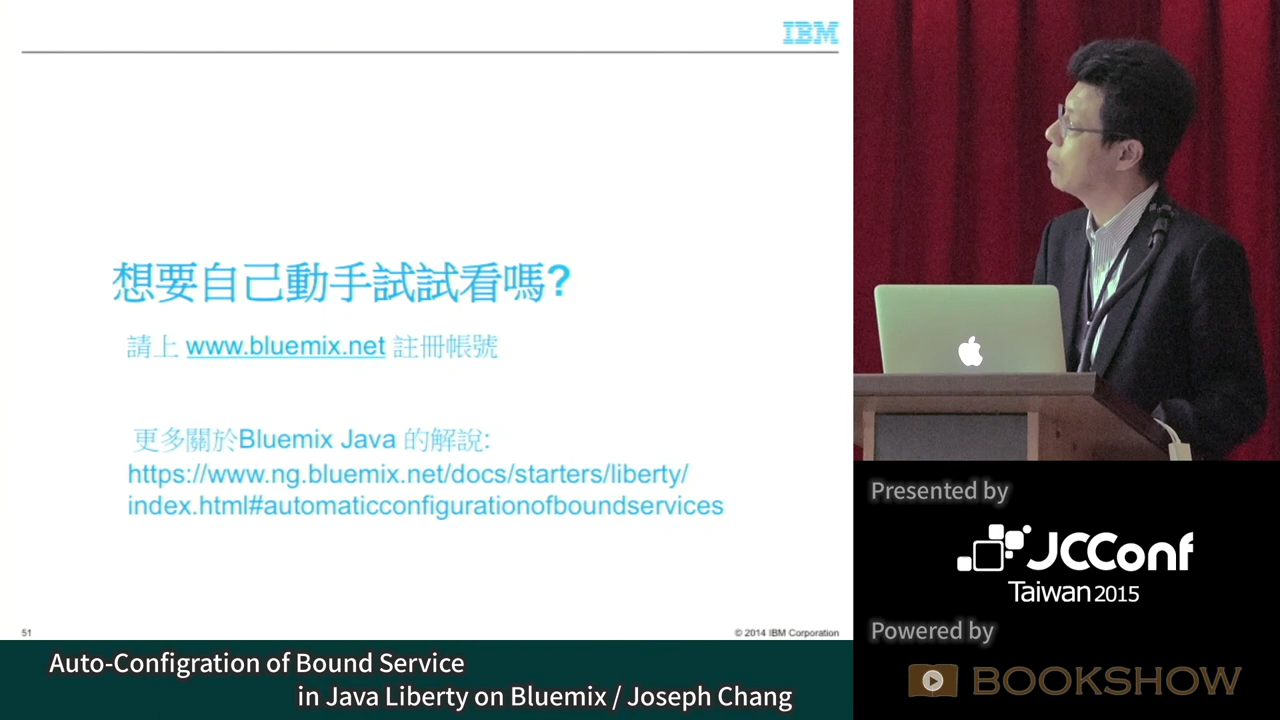 IBM
想要自己動手試試看嗎?
請上 www.bluemix.net 註冊帳號
更多關於Bluemix Java 的解說:
https://www.ng.bluemix.net/docs/starters/liberty/
index.html#automaticconfigurationofboundservices
51
© 2014 IBM Corporation
Auto-Configration of Bound Service
in Java Liberty on Bluemix / Joseph Chang
Presented by
JCConf
Taiwan 2015
Powered by
BOOKSHOW